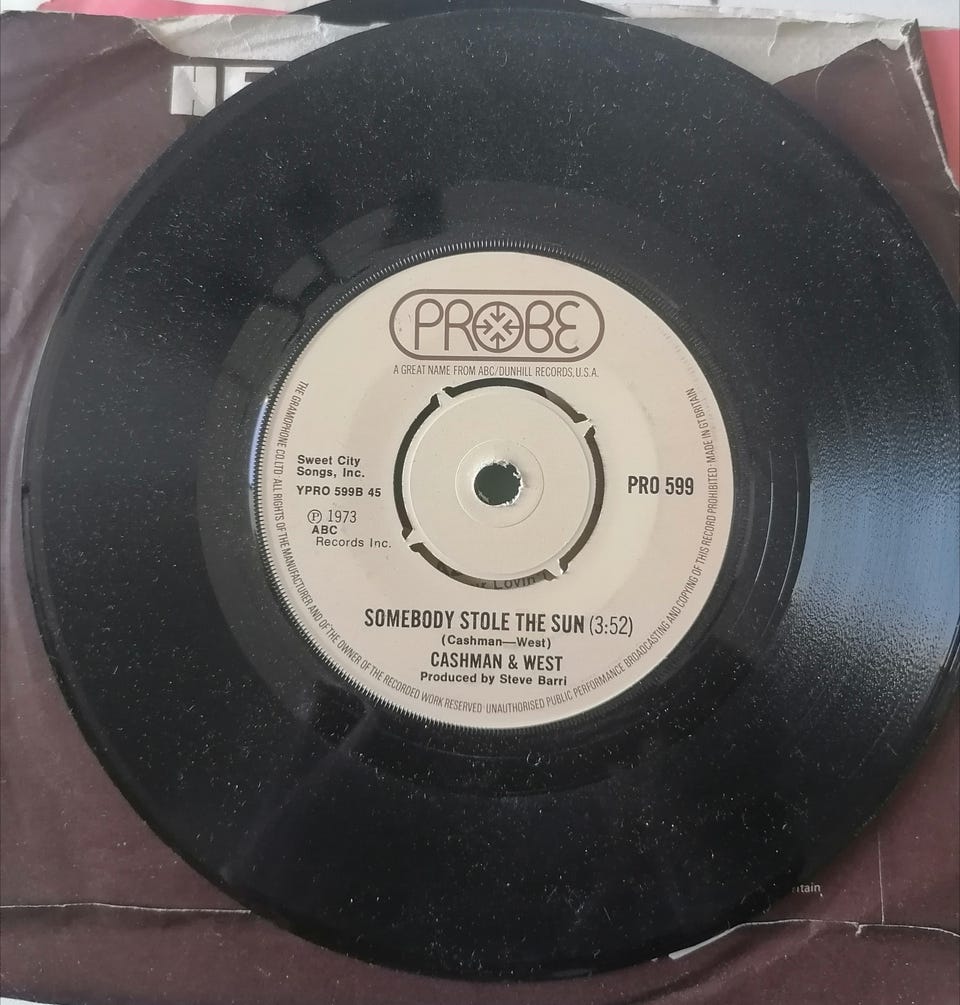 PROBE
A GREAT NAME FROM ABC/DUNHILL RECORDS, U.S.A.
Sweet City
Songs, Inc.
YPRO 599B 45
℗ 1973
ABC
Records Inc.
PRO 599
Lovin
SOMEBODY STOLE THE SUN (3:52)
(Cashman—West)
CASHMAN & WEST
Produced by Steve Barri
THE GRAMOPHONE CO. LTD. ALL RIGHTS OF THE MANUFACTURER AND OF THE OWNER OF THE RECORDED WORK RESERVED · UNAUTHORISED PUBLIC PERFORMANCE BROADCASTING AND COPYING OF THIS RECORD PROHIBITED · MADE IN GT BRITAIN